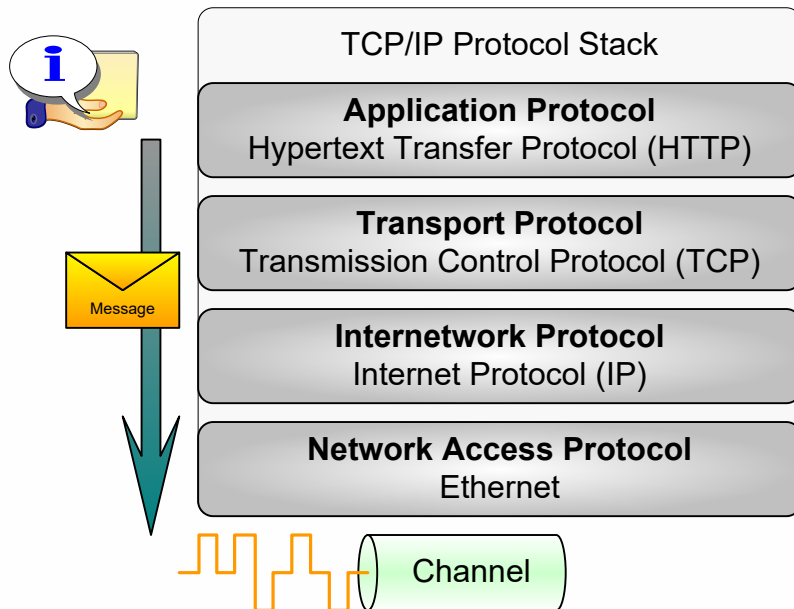 i
TCP/IP Protocol Stack
Application Protocol
Hypertext Transfer Protocol (HTTP)
Transport Protocol
Transmission Control Protocol (TCP)
Message
Internetwork Protocol
Internet Protocol (IP)
Network Access Protocol
Ethernet
Channel